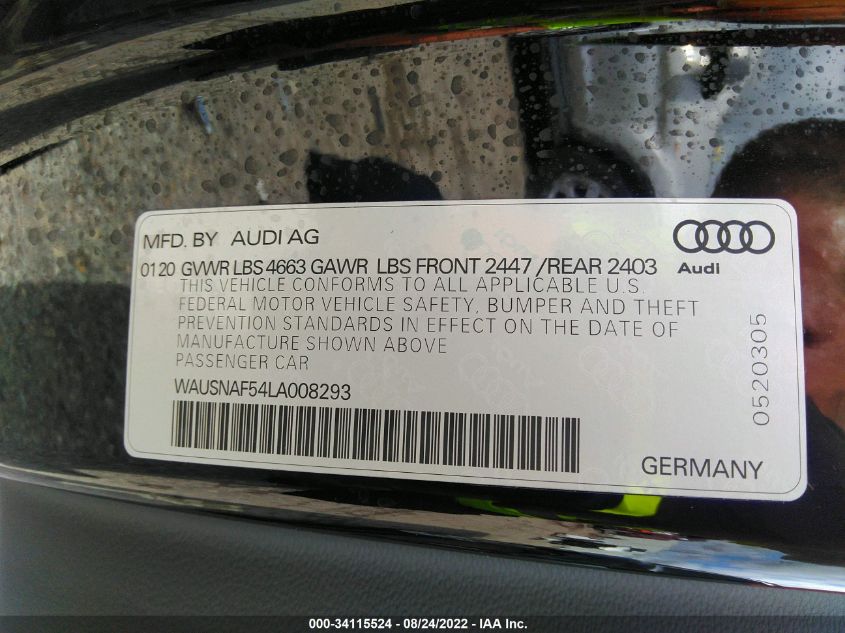 MFD. BY AUDI AG
Audi
0120 GVWR LBS 4663 GAWR LBS FRONT 2447 /REAR 2403
THIS VEHICLE CONFORMS TO ALL APPLICABLE U.S.
FEDERAL MOTOR VEHICLE SAFETY, BUMPER AND THEFT
PREVENTION STANDARDS IN EFFECT ON THE DATE OF
MANUFACTURE SHOWN ABOVE
PASSENGER CAR
WAUSNAF54LA008293
0520305
GERMANY
000-34115524 - 08/24/2022 - IAA Inc.